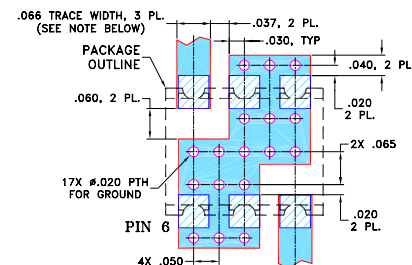 .066 TRACE WIDTH, 3 PL.
(SEE NOTE BELOW)
.037, 2 PL.
.030, TYP
PACKAGE
OUTLINE
.040, 2 PL
.060, 2 PL.
.020
2 PL.
2X .065
17X ø.020 PTH
FOR GROUND
PIN 6
.020
2 PL.
4X .050